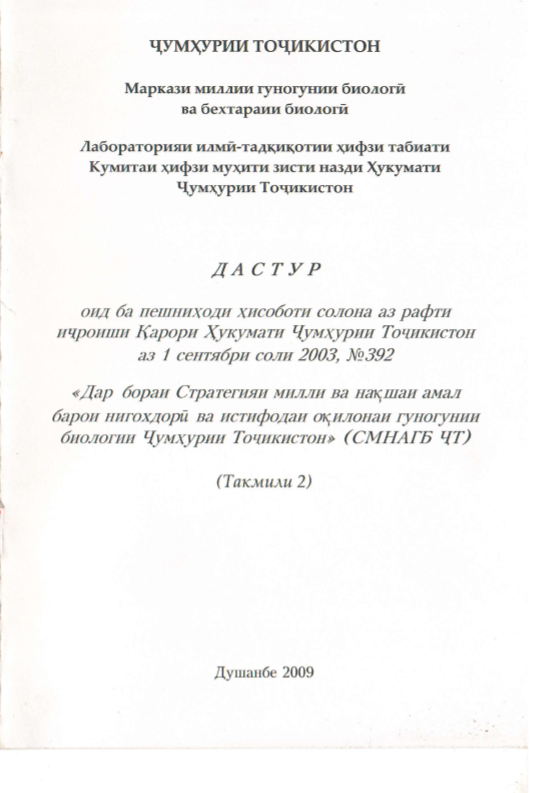 ҶУМҲУРИИ ТОҶИКИСТОН
Маркази миллии гуногунии биологӣ
ва бехтараии биологӣ
Лабораторияи илмӣ-тадқиқотии ҳифзи табиати
Кумитаи ҳифзи муҳити зисти назди Ҳукумати
Ҷумҳурии Тоҷикистон
ДАСТУР
оид ба пешниҳоди ҳисоботи солона аз рафти
иҷроиши Қарори Ҳукумати Ҷумҳурии Тоҷикистон
аз 1 сентябри соли 2003, №392
«Дар бораи Стратегияи милли ва нақшаи амал
барои нигохдорӣ ва истифодаи оқилонаи гуногунии
биологии Ҷумҳурии Тоҷикистон» (СМНАГБ ҶТ)
(Такмили 2)
Душанбе 2009